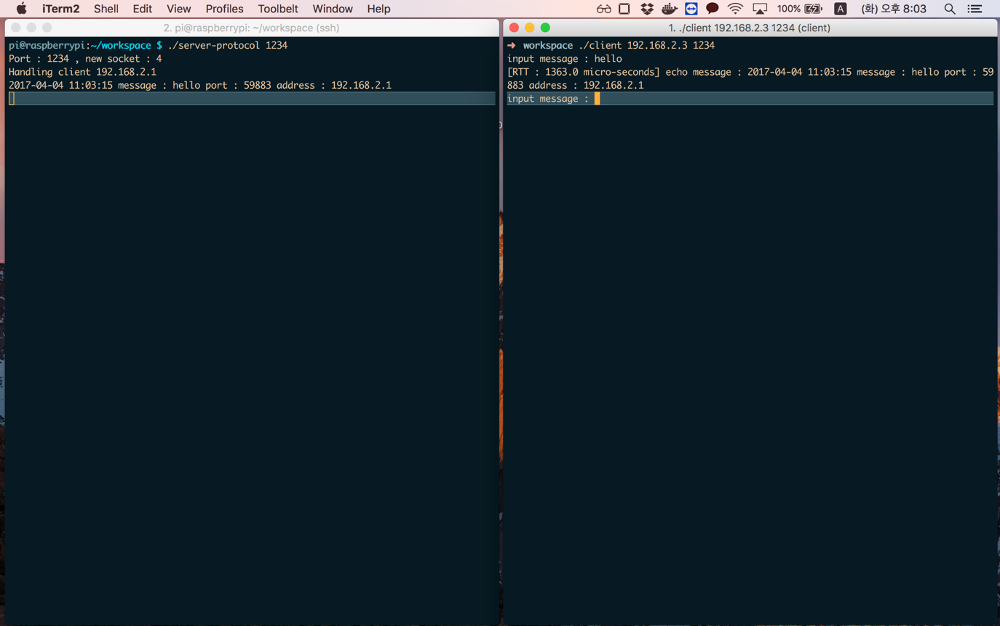 iTerm2 Shell Edit View Profiles Toolbelt Window Help 100% A (화) 오후 8:03
2. pi@raspberrypi: ~/workspace (ssh)
pi@raspberrypi:~/workspace $ ./server-protocol 1234
Port : 1234 , new socket : 4
Handling client 192.168.2.1
2017-04-04 11:03:15 message : hello port : 59883 address : 192.168.2.1
1. ./client 192.168.2.3 1234 (client)
➜ workspace ./client 192.168.2.3 1234
input message : hello
[RTT : 1363.0 micro-seconds] echo message : 2017-04-04 11:03:15 message : hello port : 59
883 address : 192.168.2.1
input message :